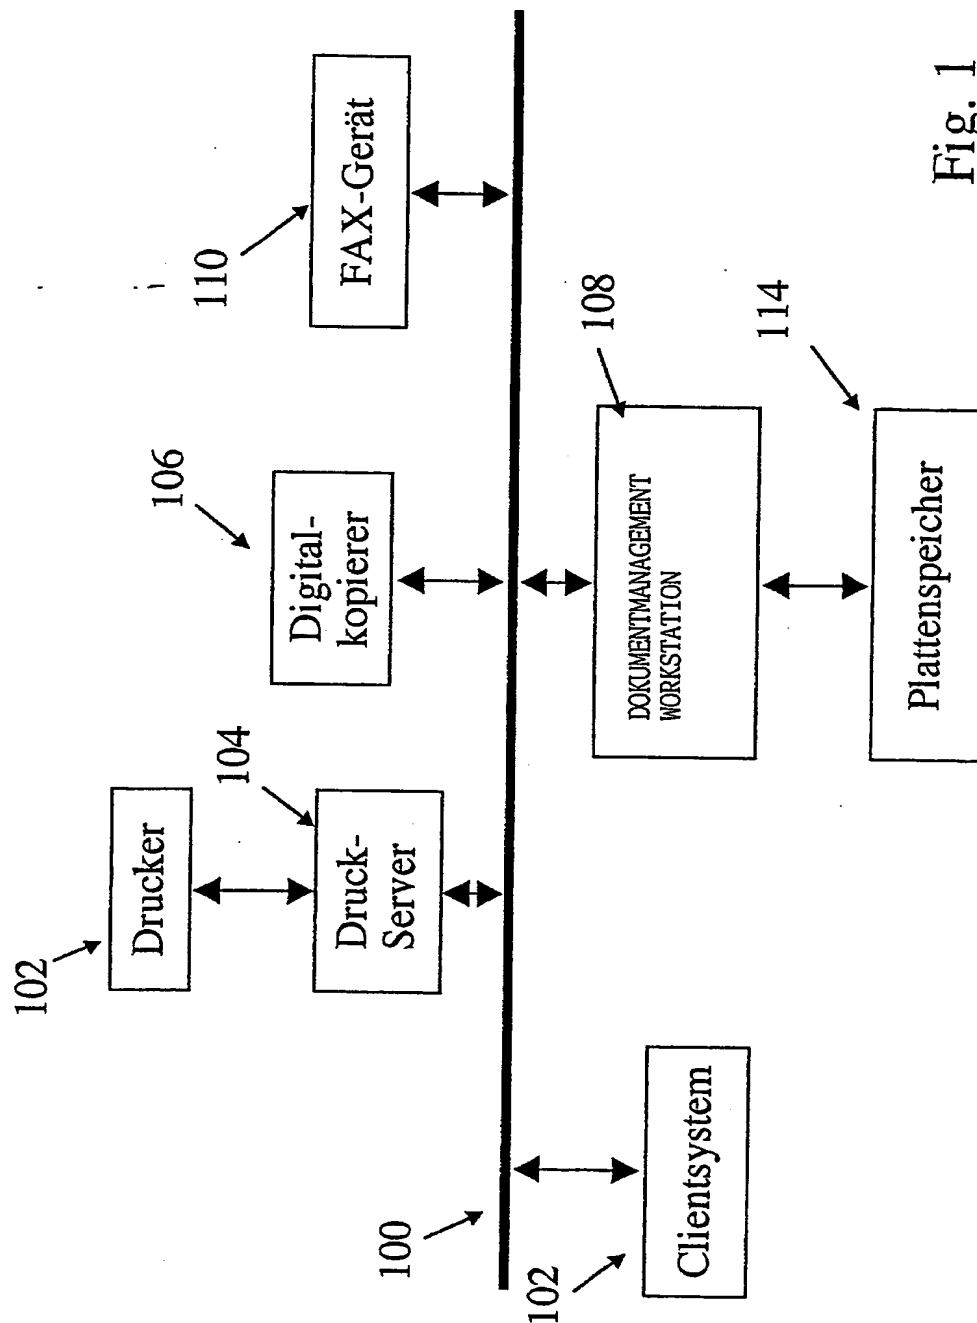 102
Drucker
104
Druck-
Server
106
Digital-
kopierer
110
FAX-Gerät
100
102
Clientsystem
108
DOKUMENTMANAGEMENT
WORKSTATION
114
Plattenspeicher
Fig. 1